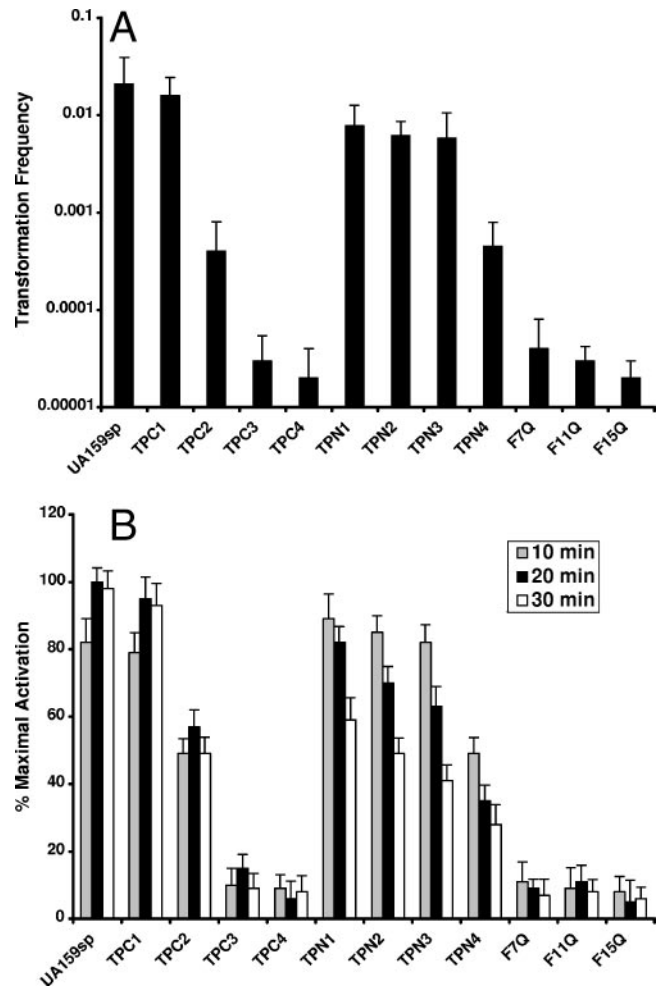 A
Transformation Frequency
0.1
0.01
0.001
0.0001
0.00001
UA159sp TPC1 TPC2 TPC3 TPC4 TPN1 TPN2 TPN3 TPN4 F7Q F11Q F15Q
B
% Maximal Activation
120
100
80
60
40
20
0
10 min
20 min
30 min
UA159sp TPC1 TPC2 TPC3 TPC4 TPN1 TPN2 TPN3 TPN4 F7Q F11Q F15Q